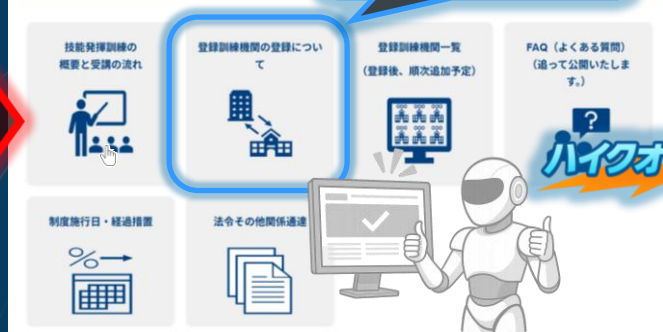 技能発揮訓練の
概要と受講の流れ
登録訓練機関の登録につい
て
登録訓練機関一覧
(登録後、順次追加予定)
FAQ（よくある質問）
（追って公開いたしま
す。）
?
ハイクオ
制度施行日・経過措置
法令その他関係通達